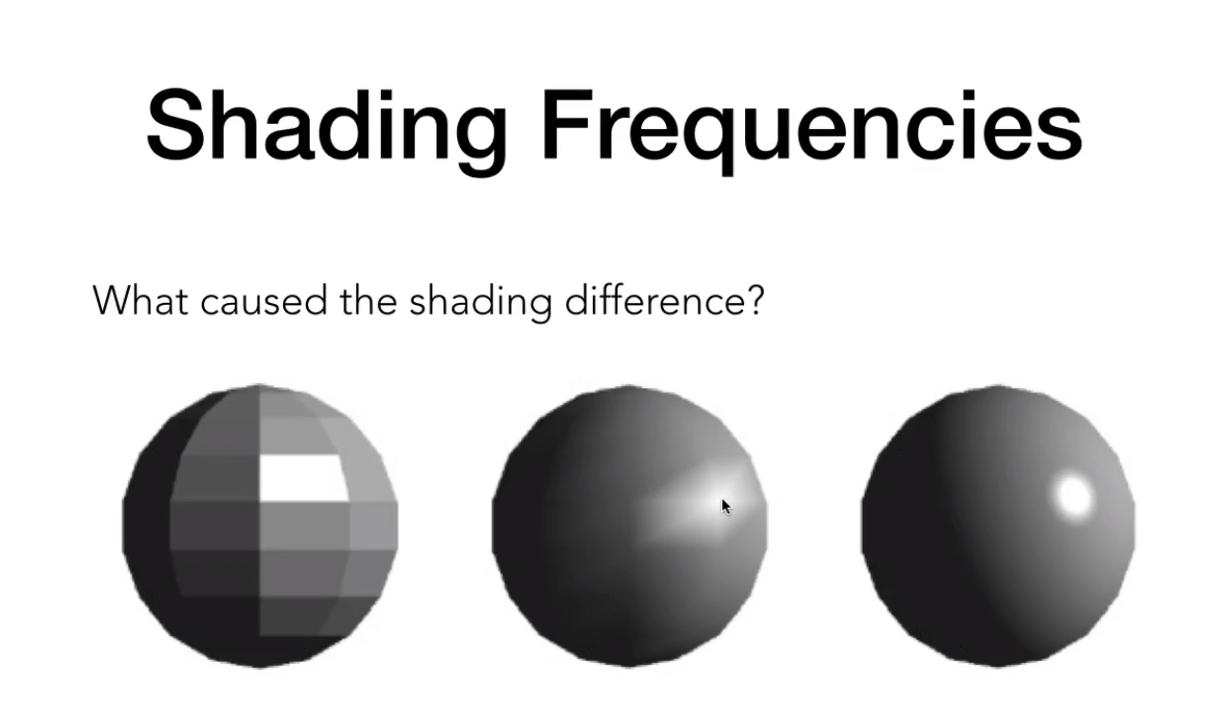 Shading Frequencies
What caused the shading difference?